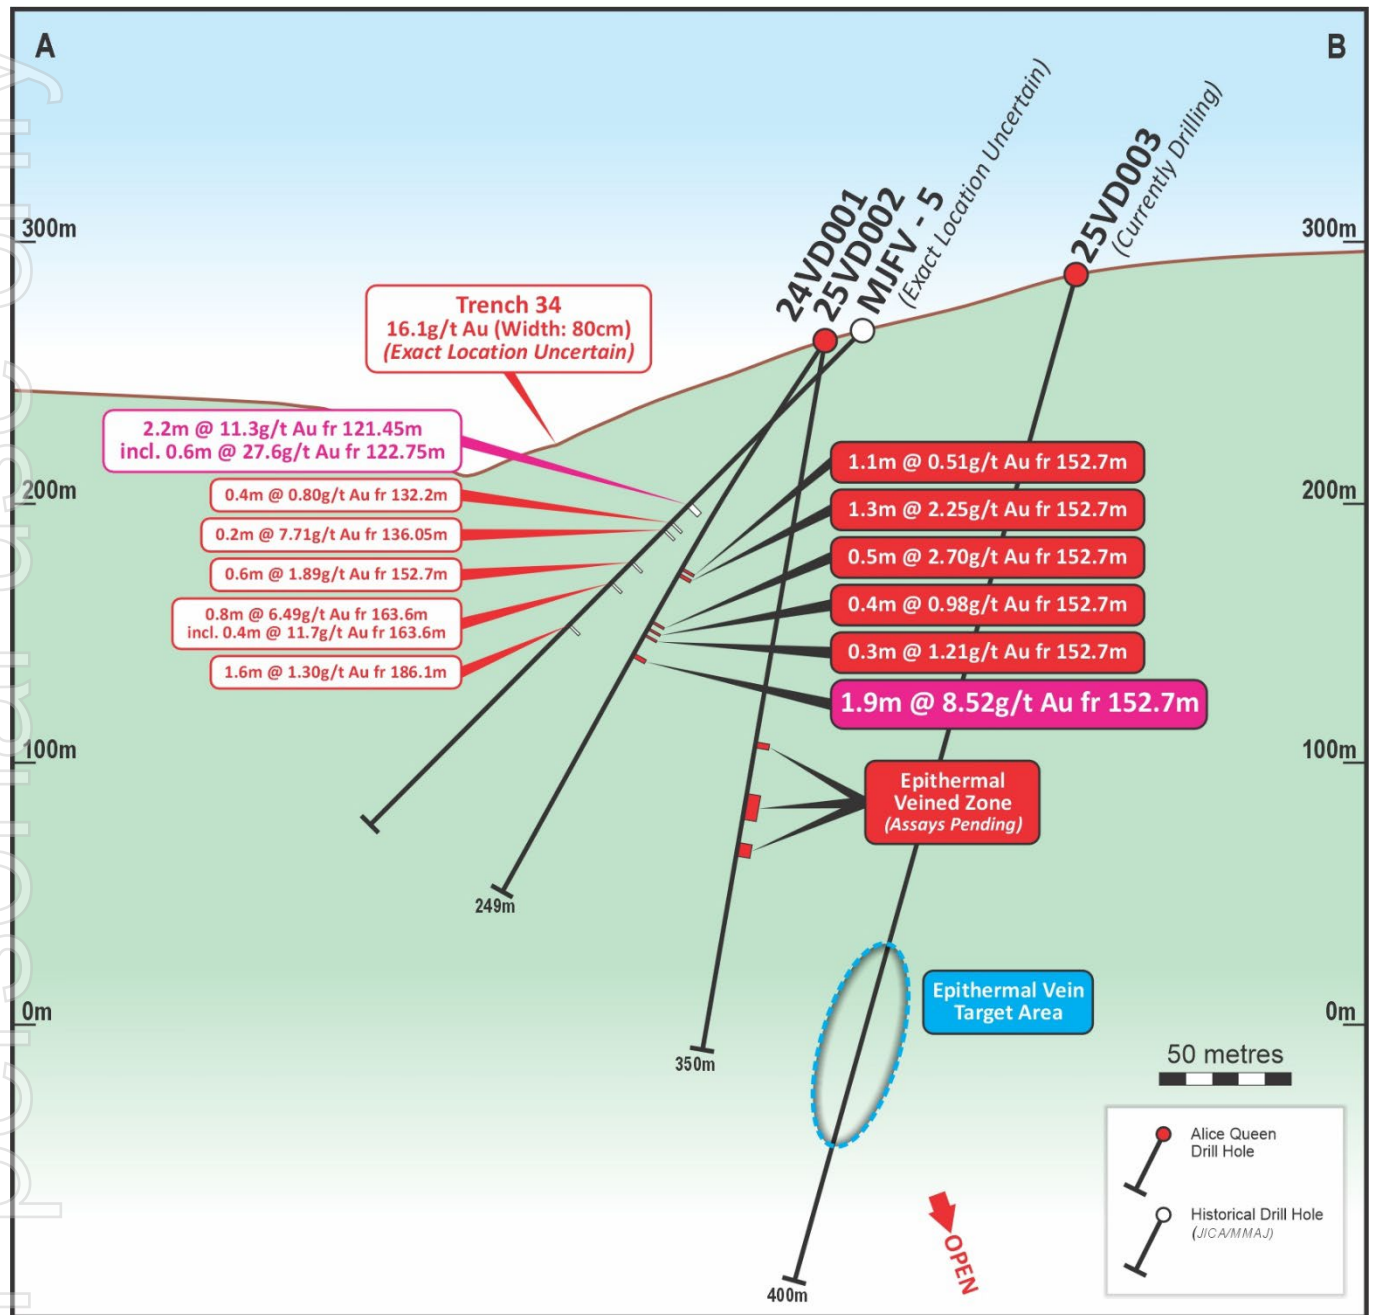 A
B
300m
300m
24VD001
25VD002
MJFV - 5
(Exact Location Uncertain)
25VD003
(Currently Drilling)
Trench 34
16.1g/t Au (Width: 80cm)
(Exact Location Uncertain)
2.2m @ 11.3g/t Au fr 121.45m
incl. 0.6m @ 27.6g/t Au fr 122.75m
0.4m @ 0.80g/t Au fr 132.2m
0.2m @ 7.71g/t Au fr 136.05m
0.6m @ 1.89g/t Au fr 152.7m
0.8m @ 6.49g/t Au fr 163.6m
incl. 0.4m @ 11.7g/t Au fr 163.6m
1.6m @ 1.30g/t Au fr 186.1m
1.1m @ 0.51g/t Au fr 152.7m
1.3m @ 2.25g/t Au fr 152.7m
0.5m @ 2.70g/t Au fr 152.7m
0.4m @ 0.98g/t Au fr 152.7m
0.3m @ 1.21g/t Au fr 152.7m
1.9m @ 8.52g/t Au fr 152.7m
200m
200m
100m
100m
Epithermal
Veined Zone
(Assays Pending)
249m
0m
0m
Epithermal Vein
Target Area
350m
50 metres
Alice Queen
Drill Hole
Historical Drill Hole
(JICA/MMAJ)
OPEN
400m